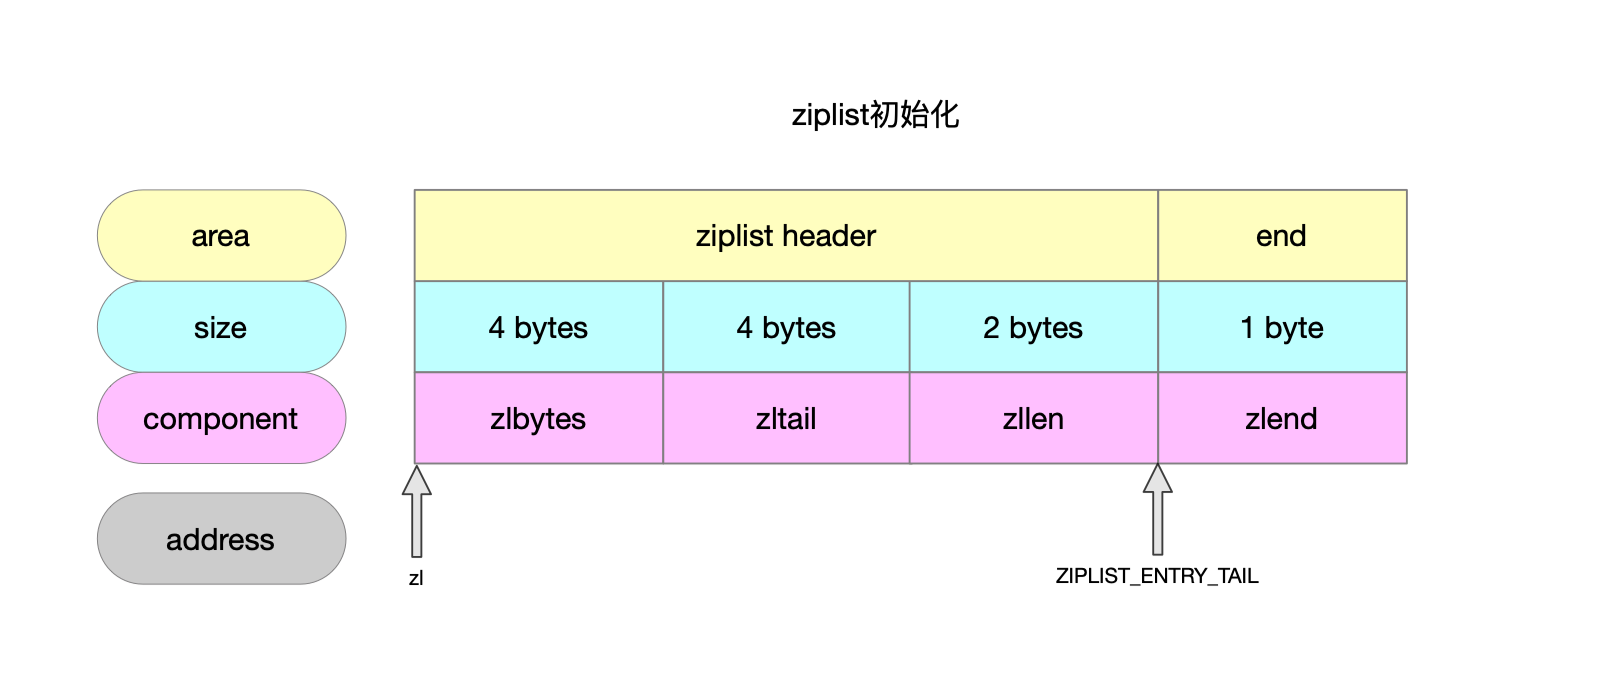 ziplist初始化
area
ziplist header
end
size
4 bytes
4 bytes
2 bytes
1 byte
component
zlbytes
zltail
zllen
zlend
address
zl
ZIPLIST_ENTRY_TAIL